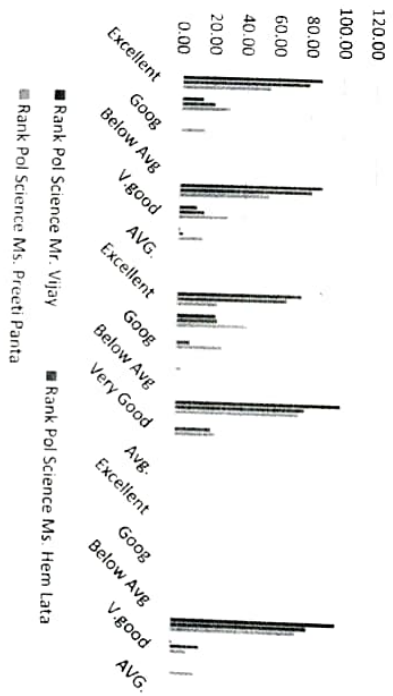 120.00
100.00
80.00
60.00
40.00
20.00
0.00
Excellent
Goog
Below Avg
V.good
AVG.
Excellent
Goog
Below Avg
Very Good
Avg.
Excellent
Goog
Below Avg
V.good
AVG.
Rank Pol Science Mr. Vijay
Rank Pol Science Ms. Hem Lata
Rank Pol Science Ms. Preeti Panta